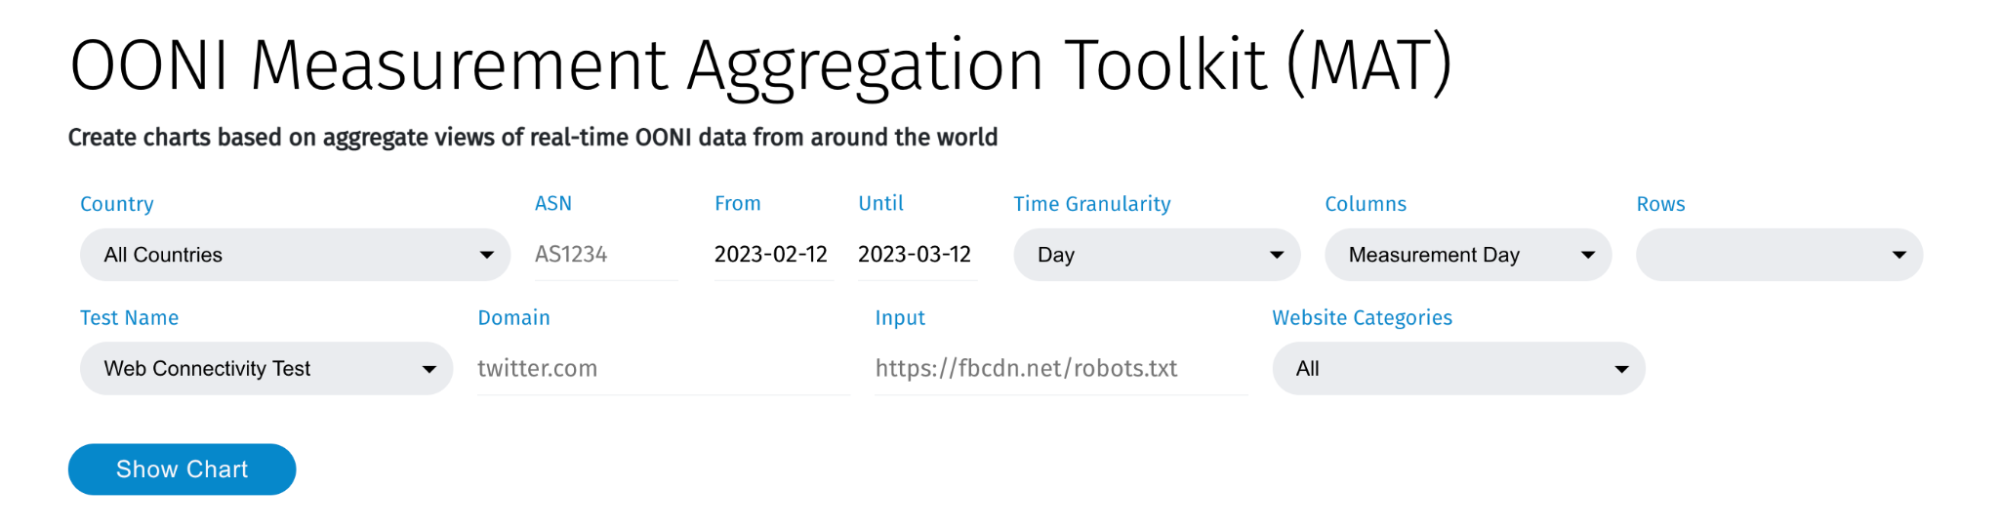 OONI Measurement Aggregation Toolkit (MAT)
Create charts based on aggregate views of real-time OONI data from around the world
Country ASN From Until Time Granularity Columns Rows
All Countries AS1234 2023-02-12 2023-03-12 Day Measurement Day
Test Name Domain Input Website Categories
Web Connectivity Test twitter.com https://fbcdn.net/robots.txt All
Show Chart